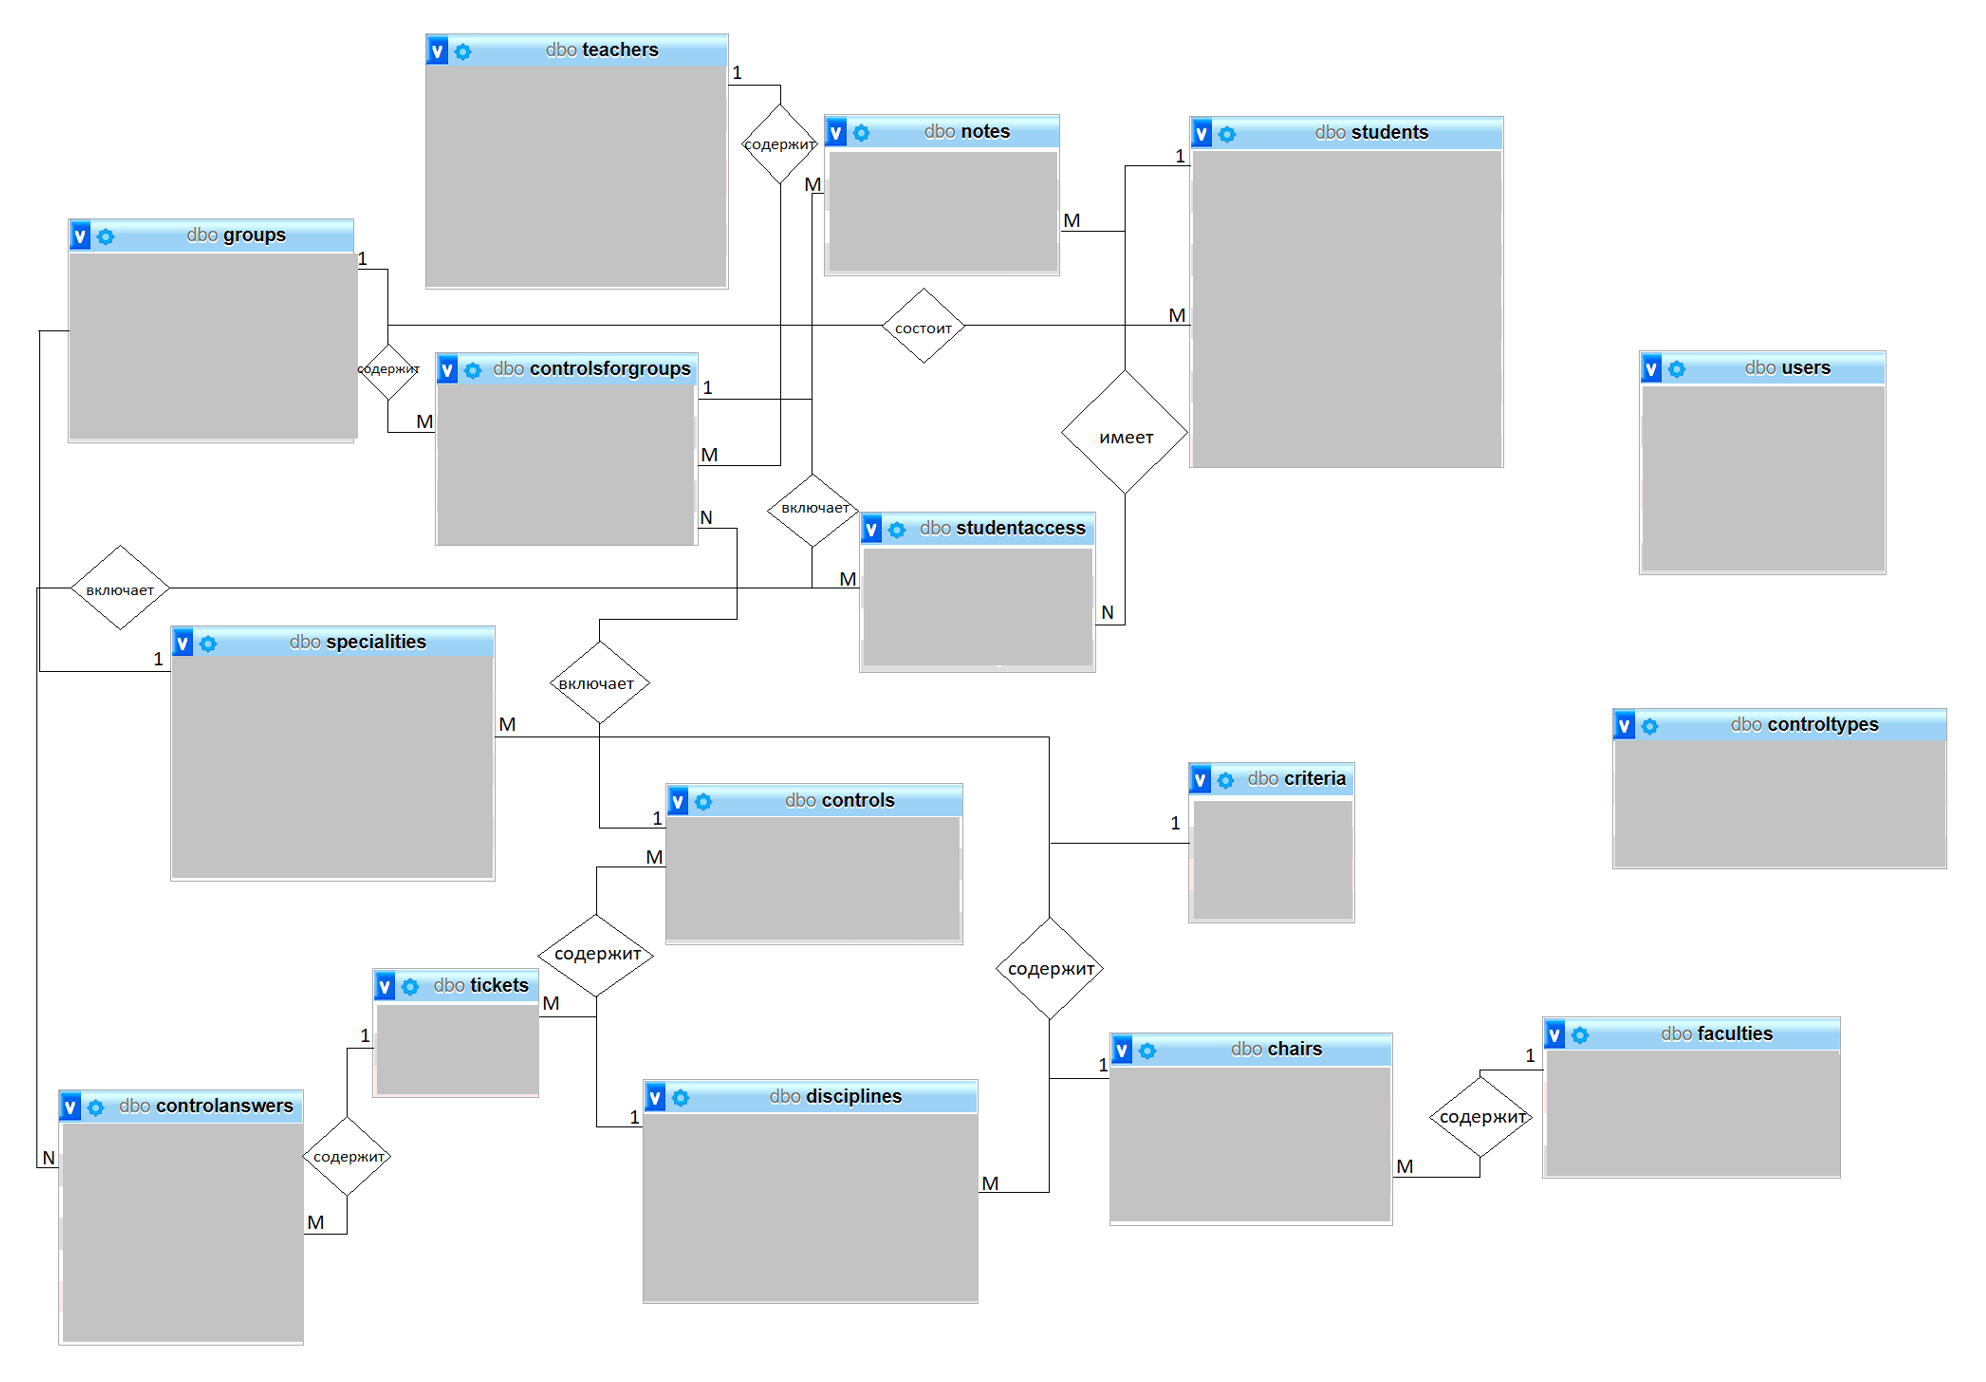 dbo teachers
1
содержит
dbo notes
M
M
dbo students
1
M
dbo groups
1
содержит
M
состоит
dbo controlsforgroups
1
M
N
имеет
dbo users
включает
dbo studentaccess
M
N
включает
dbo specialities
1
M
включает
dbo controltypes
dbo criteria
1
dbo controls
1
M
содержит
содержит
dbo tickets
M
1
dbo chairs
1
M
dbo faculties
1
содержит
dbo disciplines
1
M
dbo controlanswers
N
содержит
M